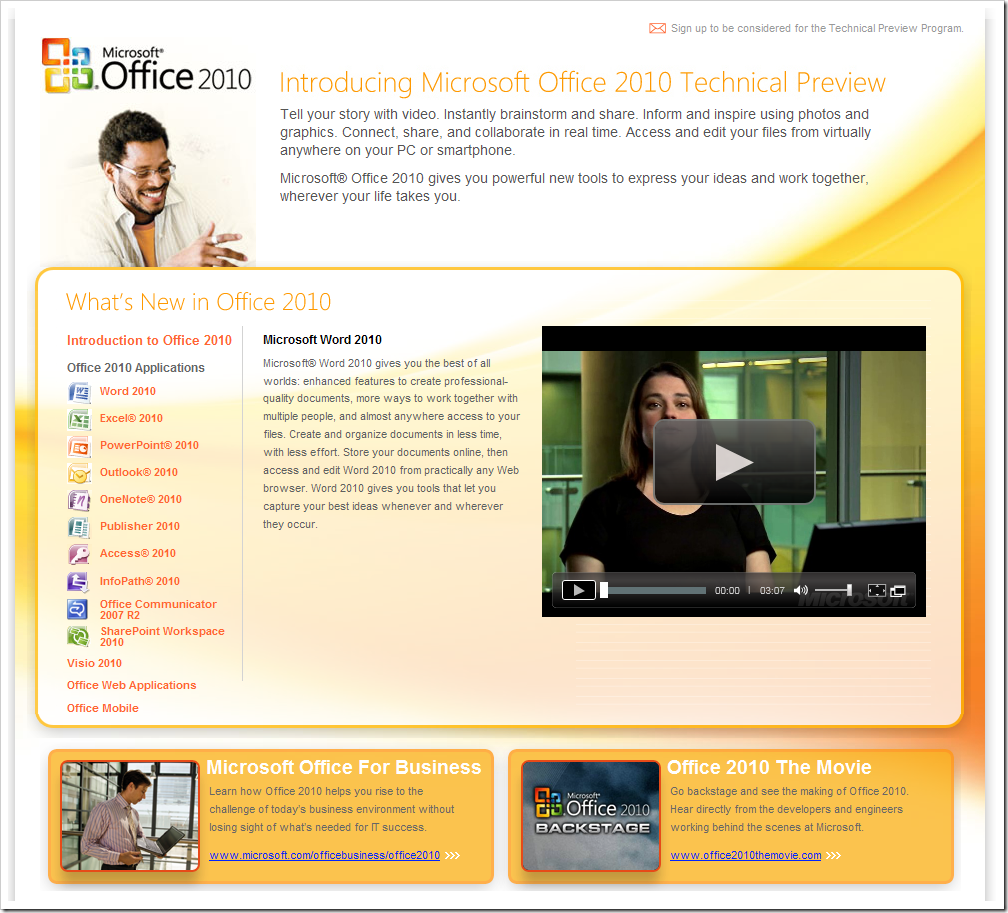 Sign up to be considered for the Technical Preview Program.
Microsoft®
Office 2010
Introducing Microsoft Office 2010 Technical Preview
Tell your story with video. Instantly brainstorm and share. Inform and inspire using photos and
graphics. Connect, share, and collaborate in real time. Access and edit your files from virtually
anywhere on your PC or smartphone.
Microsoft® Office 2010 gives you powerful new tools to express your ideas and work together,
wherever your life takes you.
What's New in Office 2010
Introduction to Office 2010
Office 2010 Applications
Word 2010
Excel® 2010
PowerPoint® 2010
Outlook® 2010
OneNote® 2010
Publisher 2010
Access® 2010
InfoPath® 2010
Office Communicator
2007 R2
SharePoint Workspace
2010
Visio 2010
Office Web Applications
Office Mobile
Microsoft Word 2010
Microsoft® Word 2010 gives you the best of all
worlds: enhanced features to create professional-
quality documents, more ways to work together with
multiple people, and almost anywhere access to your
files. Create and organize documents in less time,
with less effort. Store your documents online, then
access and edit Word 2010 from practically any Web
browser. Word 2010 gives you tools that let you
capture your best ideas whenever and wherever
they occur.
00:00 | 03:07
Microsoft
Microsoft Office For Business
Learn how Office 2010 helps you rise to the
challenge of today's business environment without
losing sight of what's needed for IT success.
www.microsoft.com/officebusiness/office2010
Microsoft®
Office 2010
BACKSTAGE
Office 2010 The Movie
Go backstage and see the making of Office 2010.
Hear directly from the developers and engineers
working behind the scenes at Microsoft.
www.office2010themovie.com